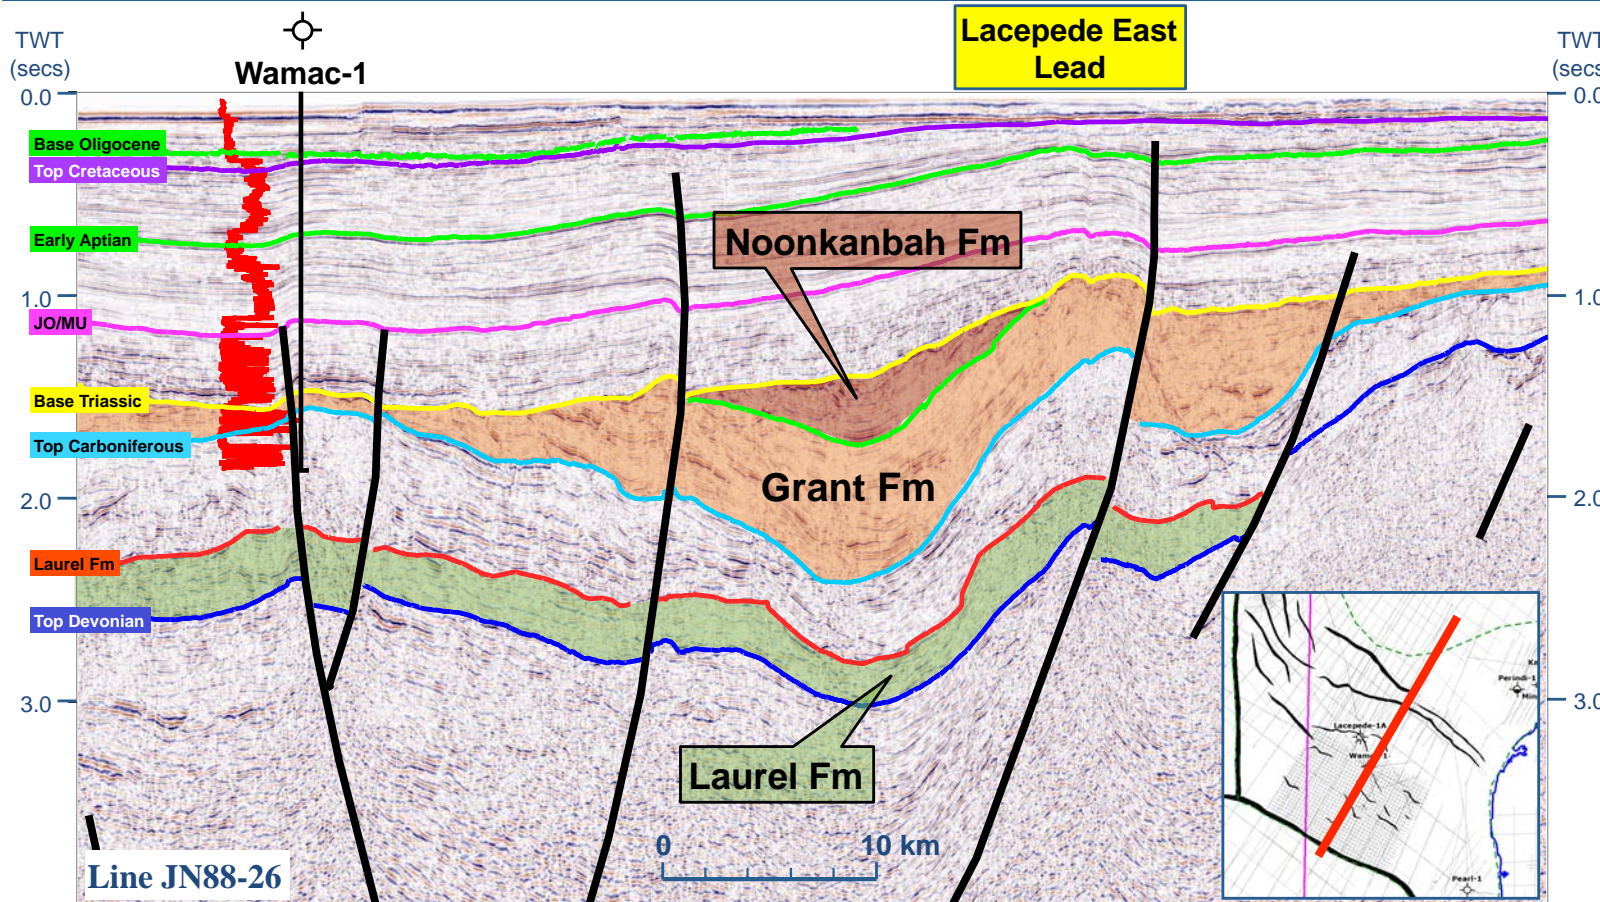 TWT
(secs)
Wamac-1
Lacepede East
Lead
TWT
(secs
0.0
0.0
Base Oligocene
Top Cretaceous
Early Aptian
Noonkanbah Fm
1.0
1.0
JO/MU
Base Triassic
Top Carboniferous
Grant Fm
2.0
2.0
Laurel Fm
Top Devonian
3.0
3.0
Laurel Fm
0
10 km
Line JN88-26
Perindi-1
Lacepede-1A
Pearl-1